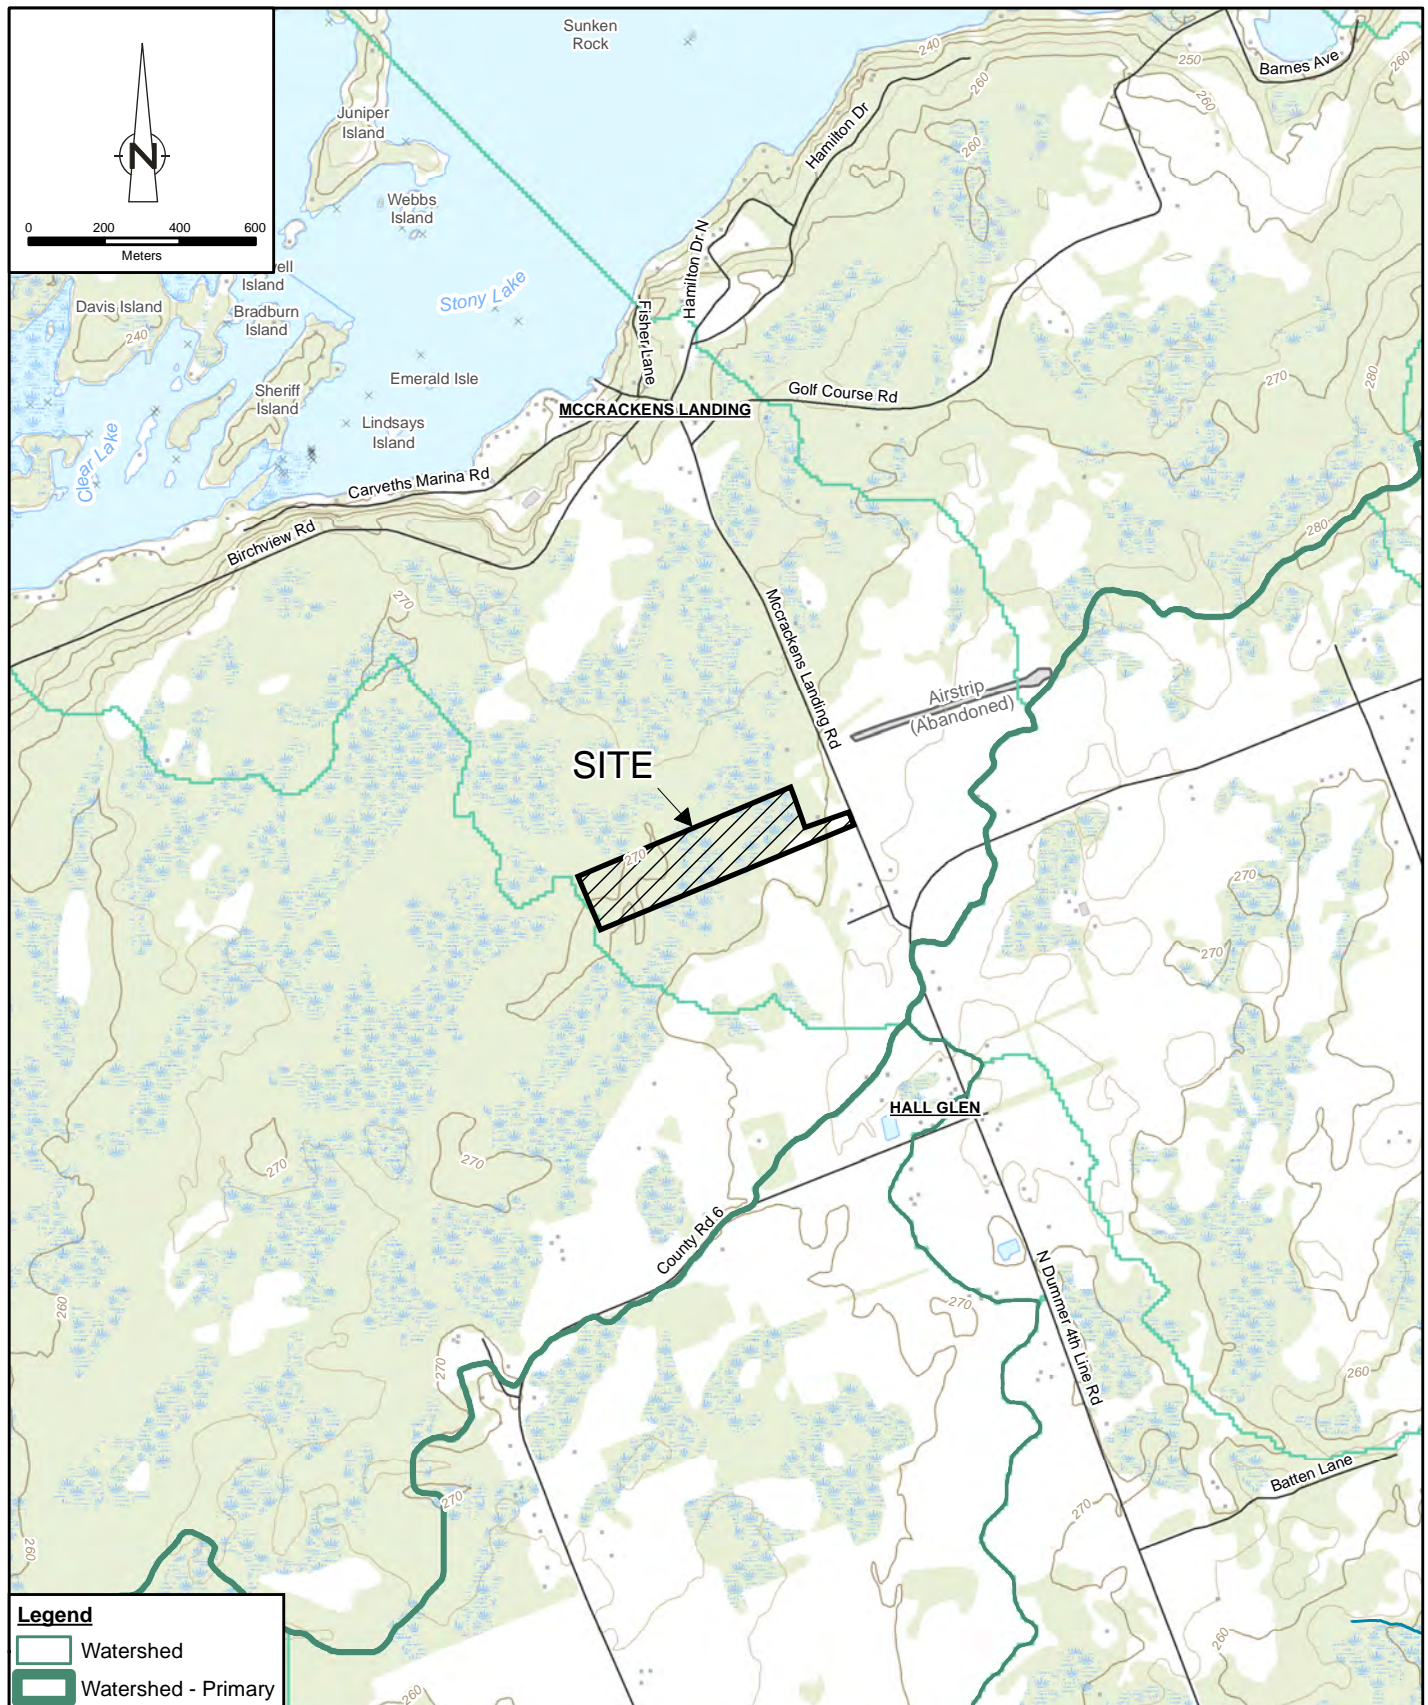 Sunken
Rock
240
250
Barnes Ave
260
260
260
Juniper
Island
Hamilton Dr
260
N
Webbs
Island
0 200 400 600
Meters
Hamilton Dr N
Island
Davis Island
Bradburn
Island
Stony Lake
240
Fisher Lane
Emerald Isle
Sheriff
Island
Golf Course Rd
270
280
MCCRACKENS LANDING
Lindsays
Island
Clear Lake
Carveths Marina Rd
Birchview Rd
280
270
Mccrackens Landing Rd
Airstrip
(Abandoned)
SITE
270
270
270
HALL GLEN
270
270
County Rd 6
N Dummer 4th Line Rd
260
270
270
260
Batten Lane
270
270
260
260
260
Legend
Watershed
Watershed - Primary